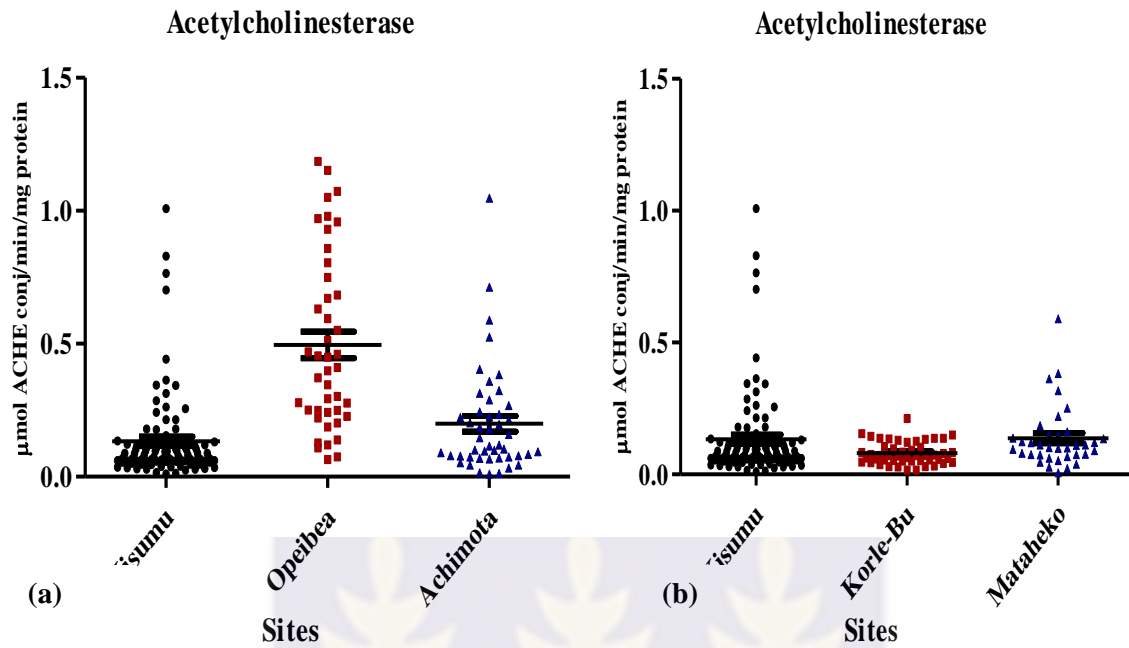 Acetylcholinesterase
μmol ACHE conj/min/mg protein
1.5
1.0
0.5
0.0
Opeibea
Achimota
(a)
Sites
Acetylcholinesterase
μmol ACHE conj/min/mg protein
1.5
1.0
0.5
0.0
Korle-Bu
Mataheko
(b)
Sites